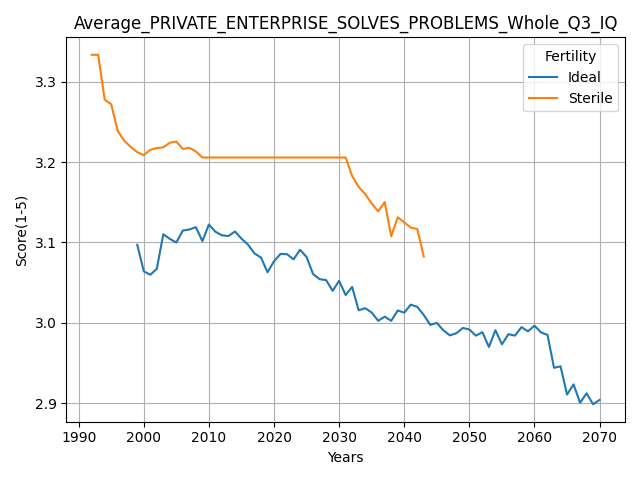 Average_PRIVATE_ENTERPRISE_SOLVES_PROBLEMS_Whole_Q3_IQ
Fertility
Ideal
Sterile
Score(1-5)
3.3
3.2
3.1
3.0
2.9
1990 2000 2010 2020 2030 2040 2050 2060 2070
Years